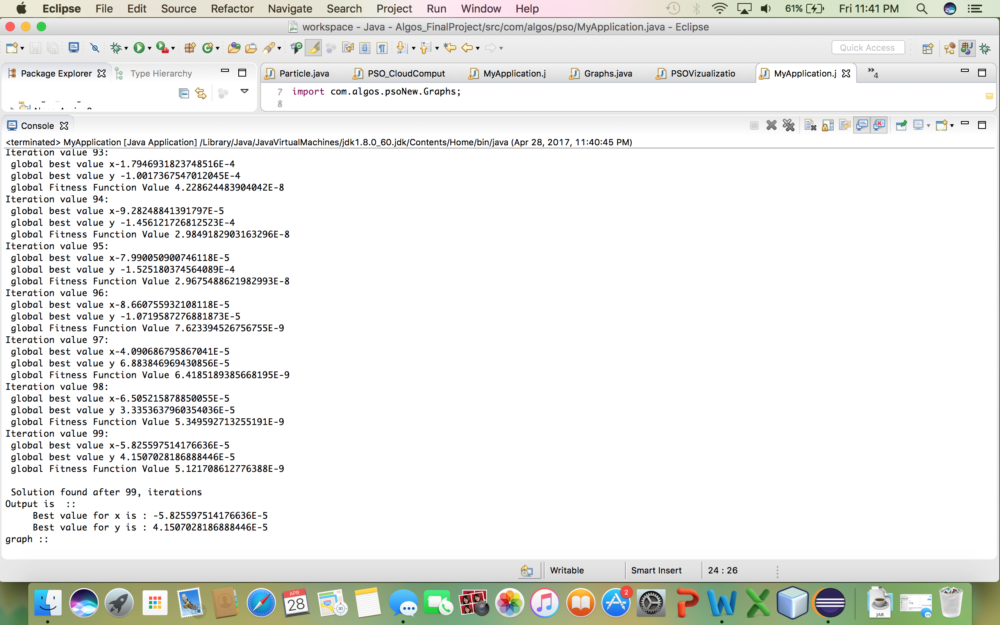 Eclipse File Edit Source Refactor Navigate Search Project Run Window Help 61% Fri 11:41 PM
workspace - Java - Algos_FinalProject/src/com/algos/pso/MyApplication.java - Eclipse
Quick Access
Package Explorer Type Hierarchy
Particle.java PSO_CloudComput MyApplication.j Graphs.java PSOVizualizatio MyApplication.j »4
7 import com.algos.psoNew.Graphs;
8
Console
<terminated> MyApplication [Java Application] /Library/Java/JavaVirtualMachines/jdk1.8.0_60.jdk/Contents/Home/bin/java (Apr 28, 2017, 11:40:45 PM)
Iteration value 93:
global best value x-1.7946931823748516E-4
global best value y -1.0017367547012045E-4
global Fitness Function Value 4.228624483904042E-8
Iteration value 94:
global best value x-9.28248841391797E-5
global best value y -1.456121726812523E-4
global Fitness Function Value 2.9849182903163296E-8
Iteration value 95:
global best value x-7.990050900746118E-5
global best value y -1.525180374564089E-4
global Fitness Function Value 2.9675488621982993E-8
Iteration value 96:
global best value x-8.660755932108118E-5
global best value y -1.0719587276881873E-5
global Fitness Function Value 7.623394526756755E-9
Iteration value 97:
global best value x-4.090686795867041E-5
global best value y 6.883846969430856E-5
global Fitness Function Value 6.4185189385668195E-9
Iteration value 98:
global best value x-6.505215878850055E-5
global best value y 3.3353637960354036E-5
global Fitness Function Value 5.349592713255191E-9
Iteration value 99:
global best value x-5.825597514176636E-5
global best value y 4.1507028186888446E-5
global Fitness Function Value 5.121708612776388E-9
Solution found after 99, iterations
Output is ::
Best value for x is : -5.825597514176636E-5
Best value for y is : 4.1507028186888446E-5
graph ::
Writable Smart Insert 24 : 26
APR
28
280
3D
2
JAR